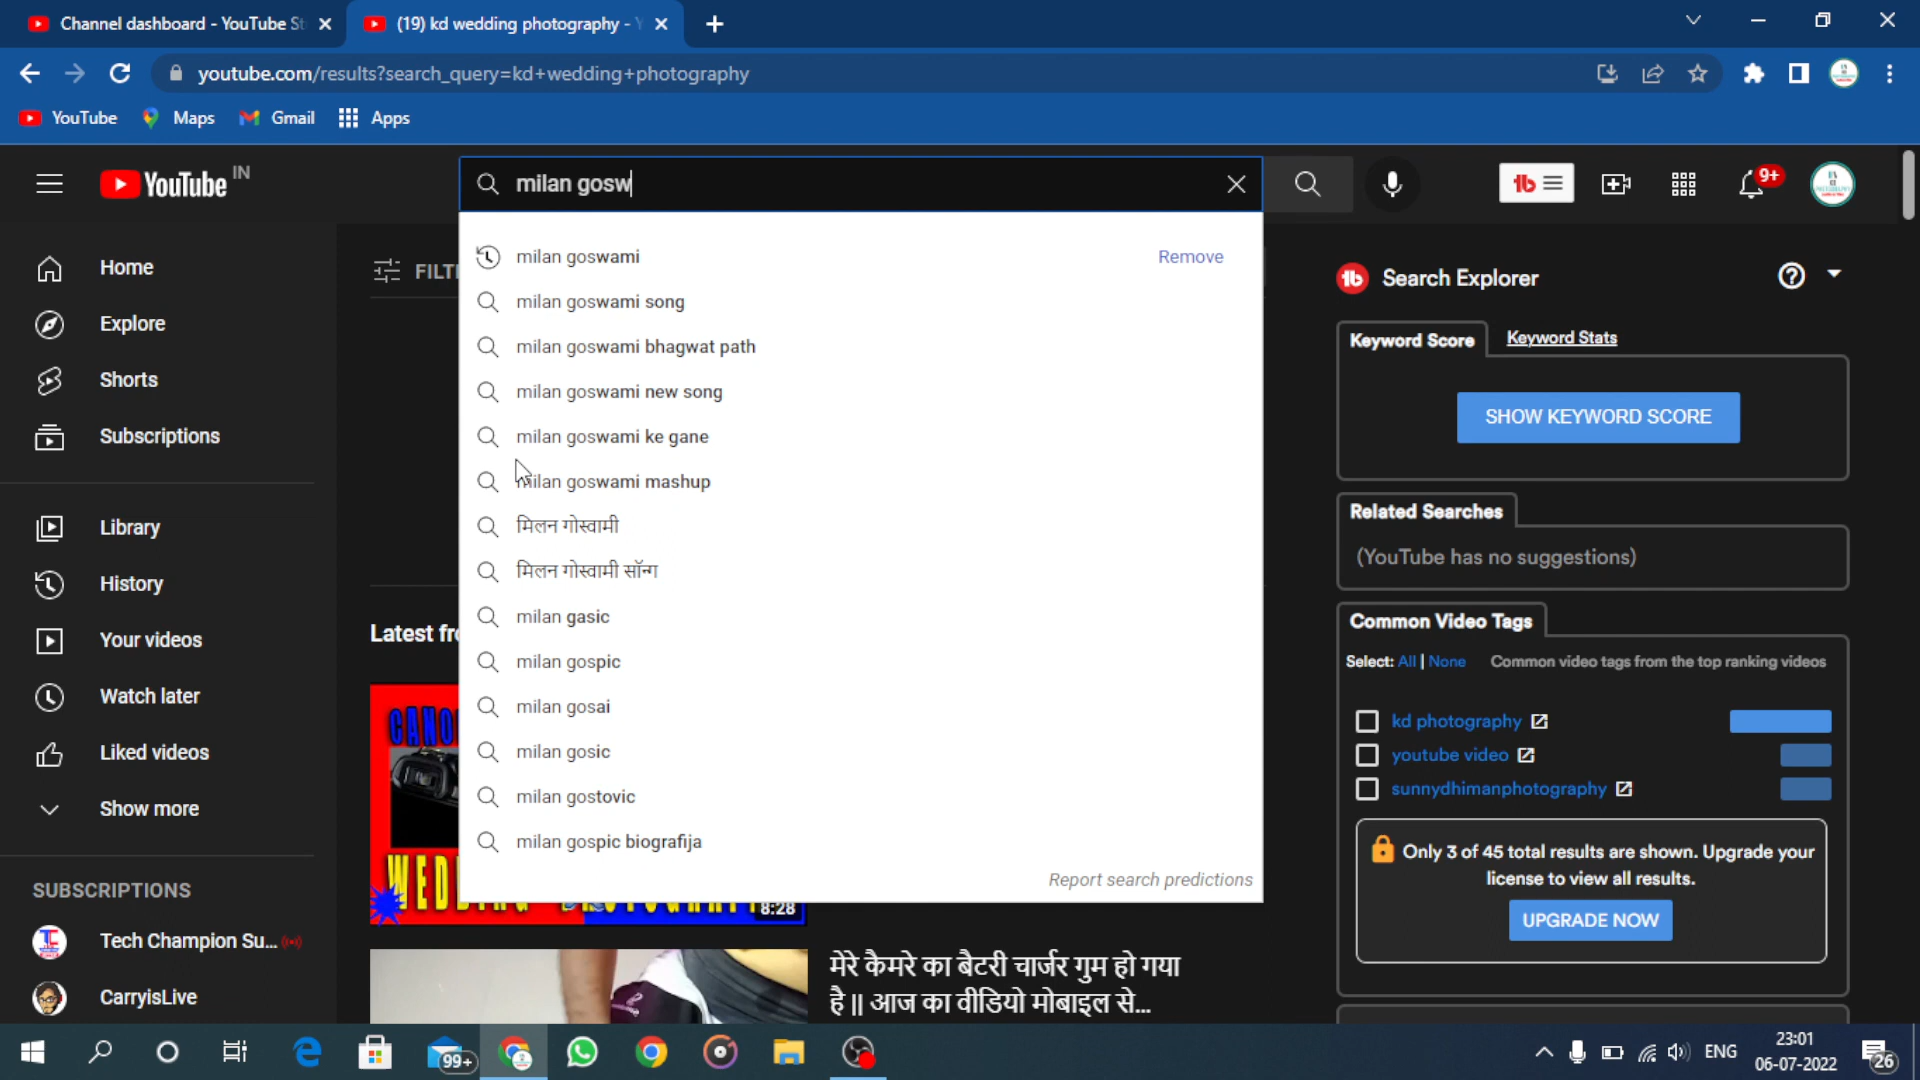 Channel dashboard - YouTube St
(19) kd wedding photography - Y
youtube.com/results?search_query=kd+wedding+photography
YouTube
Maps
Gmail
Apps
YouTube IN
milan gosw
9+
Home
Explore
Shorts
Subscriptions
Library
History
Your videos
Watch later
Liked videos
Show more
SUBSCRIPTIONS
Tech Champion Su...
CarryisLive
FILT
milan goswami
Remove
milan goswami song
milan goswami bhagwat path
milan goswami new song
milan goswami ke gane
milan goswami mashup
मिलन गोस्वामी
मिलन गोस्वामी सॉन्ग
milan gasic
milan gospic
milan gosai
milan gosic
milan gostovic
milan gospic biografija
Report search predictions
Latest fr
CANO
WED
8:28
मेरे कैमरे का बैटरी चार्जर गुम हो गया
है || आज का वीडियो मोबाइल से...
Search Explorer
Keyword Score
Keyword Stats
SHOW KEYWORD SCORE
Related Searches
(YouTube has no suggestions)
Common Video Tags
Select: All | None Common video tags from the top ranking videos
kd photography
youtube video
sunnydhimanphotography
Only 3 of 45 total results are shown. Upgrade your
license to view all results.
UPGRADE NOW
99+
ENG
23:01
06-07-2022
26